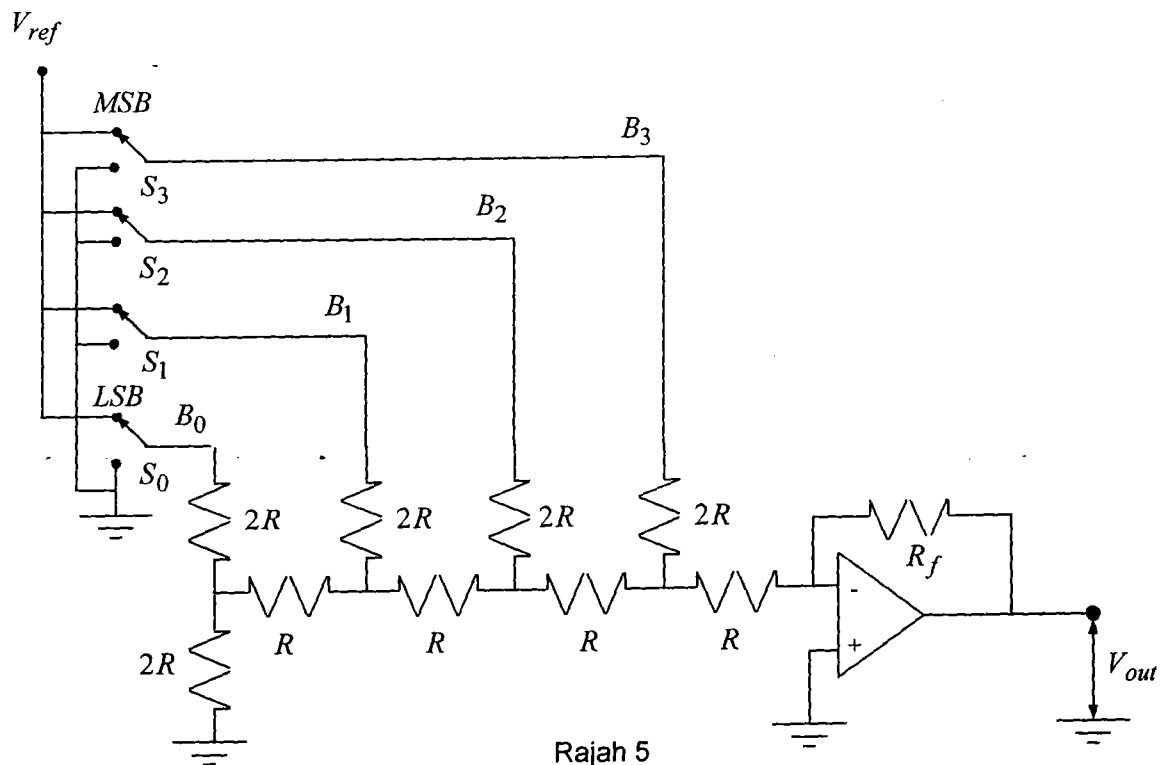 V_ref
MSB
B_3
S_3
B_2
S_2
B_1
S_1
LSB
B_0
S_0
2R
2R
2R
2R
R_f
-
+
R
R
R
R
2R
V_out
Rajah 5